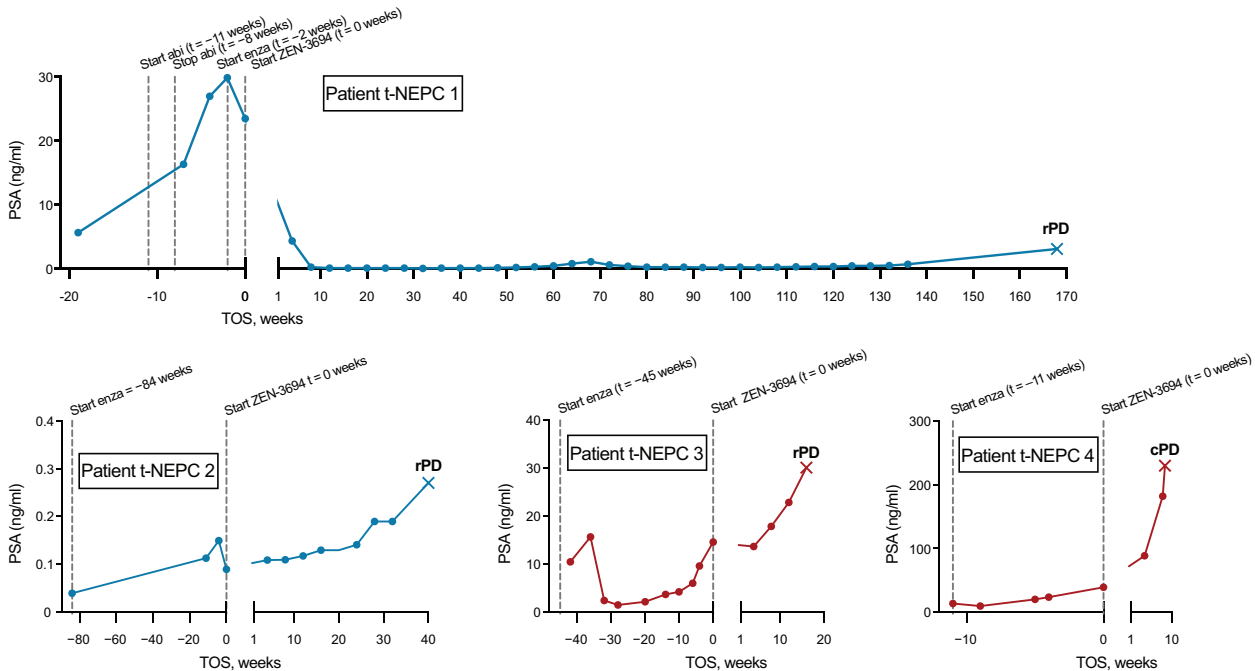 Start abi (t = −11 weeks)
Stop abi (t = −8 weeks)
Start enza (t = −2 weeks)
Start ZEN-3694 (t = 0 weeks)
Patient t-NEPC 1
PSA (ng/ml)
30
20
10
0
rPD
-20 -10 0 1 10 20 30 40 50 60 70 80 90 100 110 120 130 140 150 160 170
TOS, weeks
Start enza = −84 weeks
Start ZEN-3694 t = 0 weeks
Patient t-NEPC 2
PSA (ng/ml)
0.4
0.3
0.2
0.1
0
rPD
−80 −60 −40 −20 0 1 10 20 30 40
TOS, weeks
Start enza (t = −45 weeks)
Start ZEN-3694 (t = 0 weeks)
Patient t-NEPC 3
PSA (ng/ml)
40
30
20
10
0
rPD
−40 −30 −20 −10 0 1 10 20
TOS, weeks
Start enza (t = −11 weeks)
Start ZEN-3694 (t = 0 weeks)
Patient t-NEPC 4
PSA (ng/ml)
300
200
100
0
cPD
−10 0 1 10
TOS, weeks